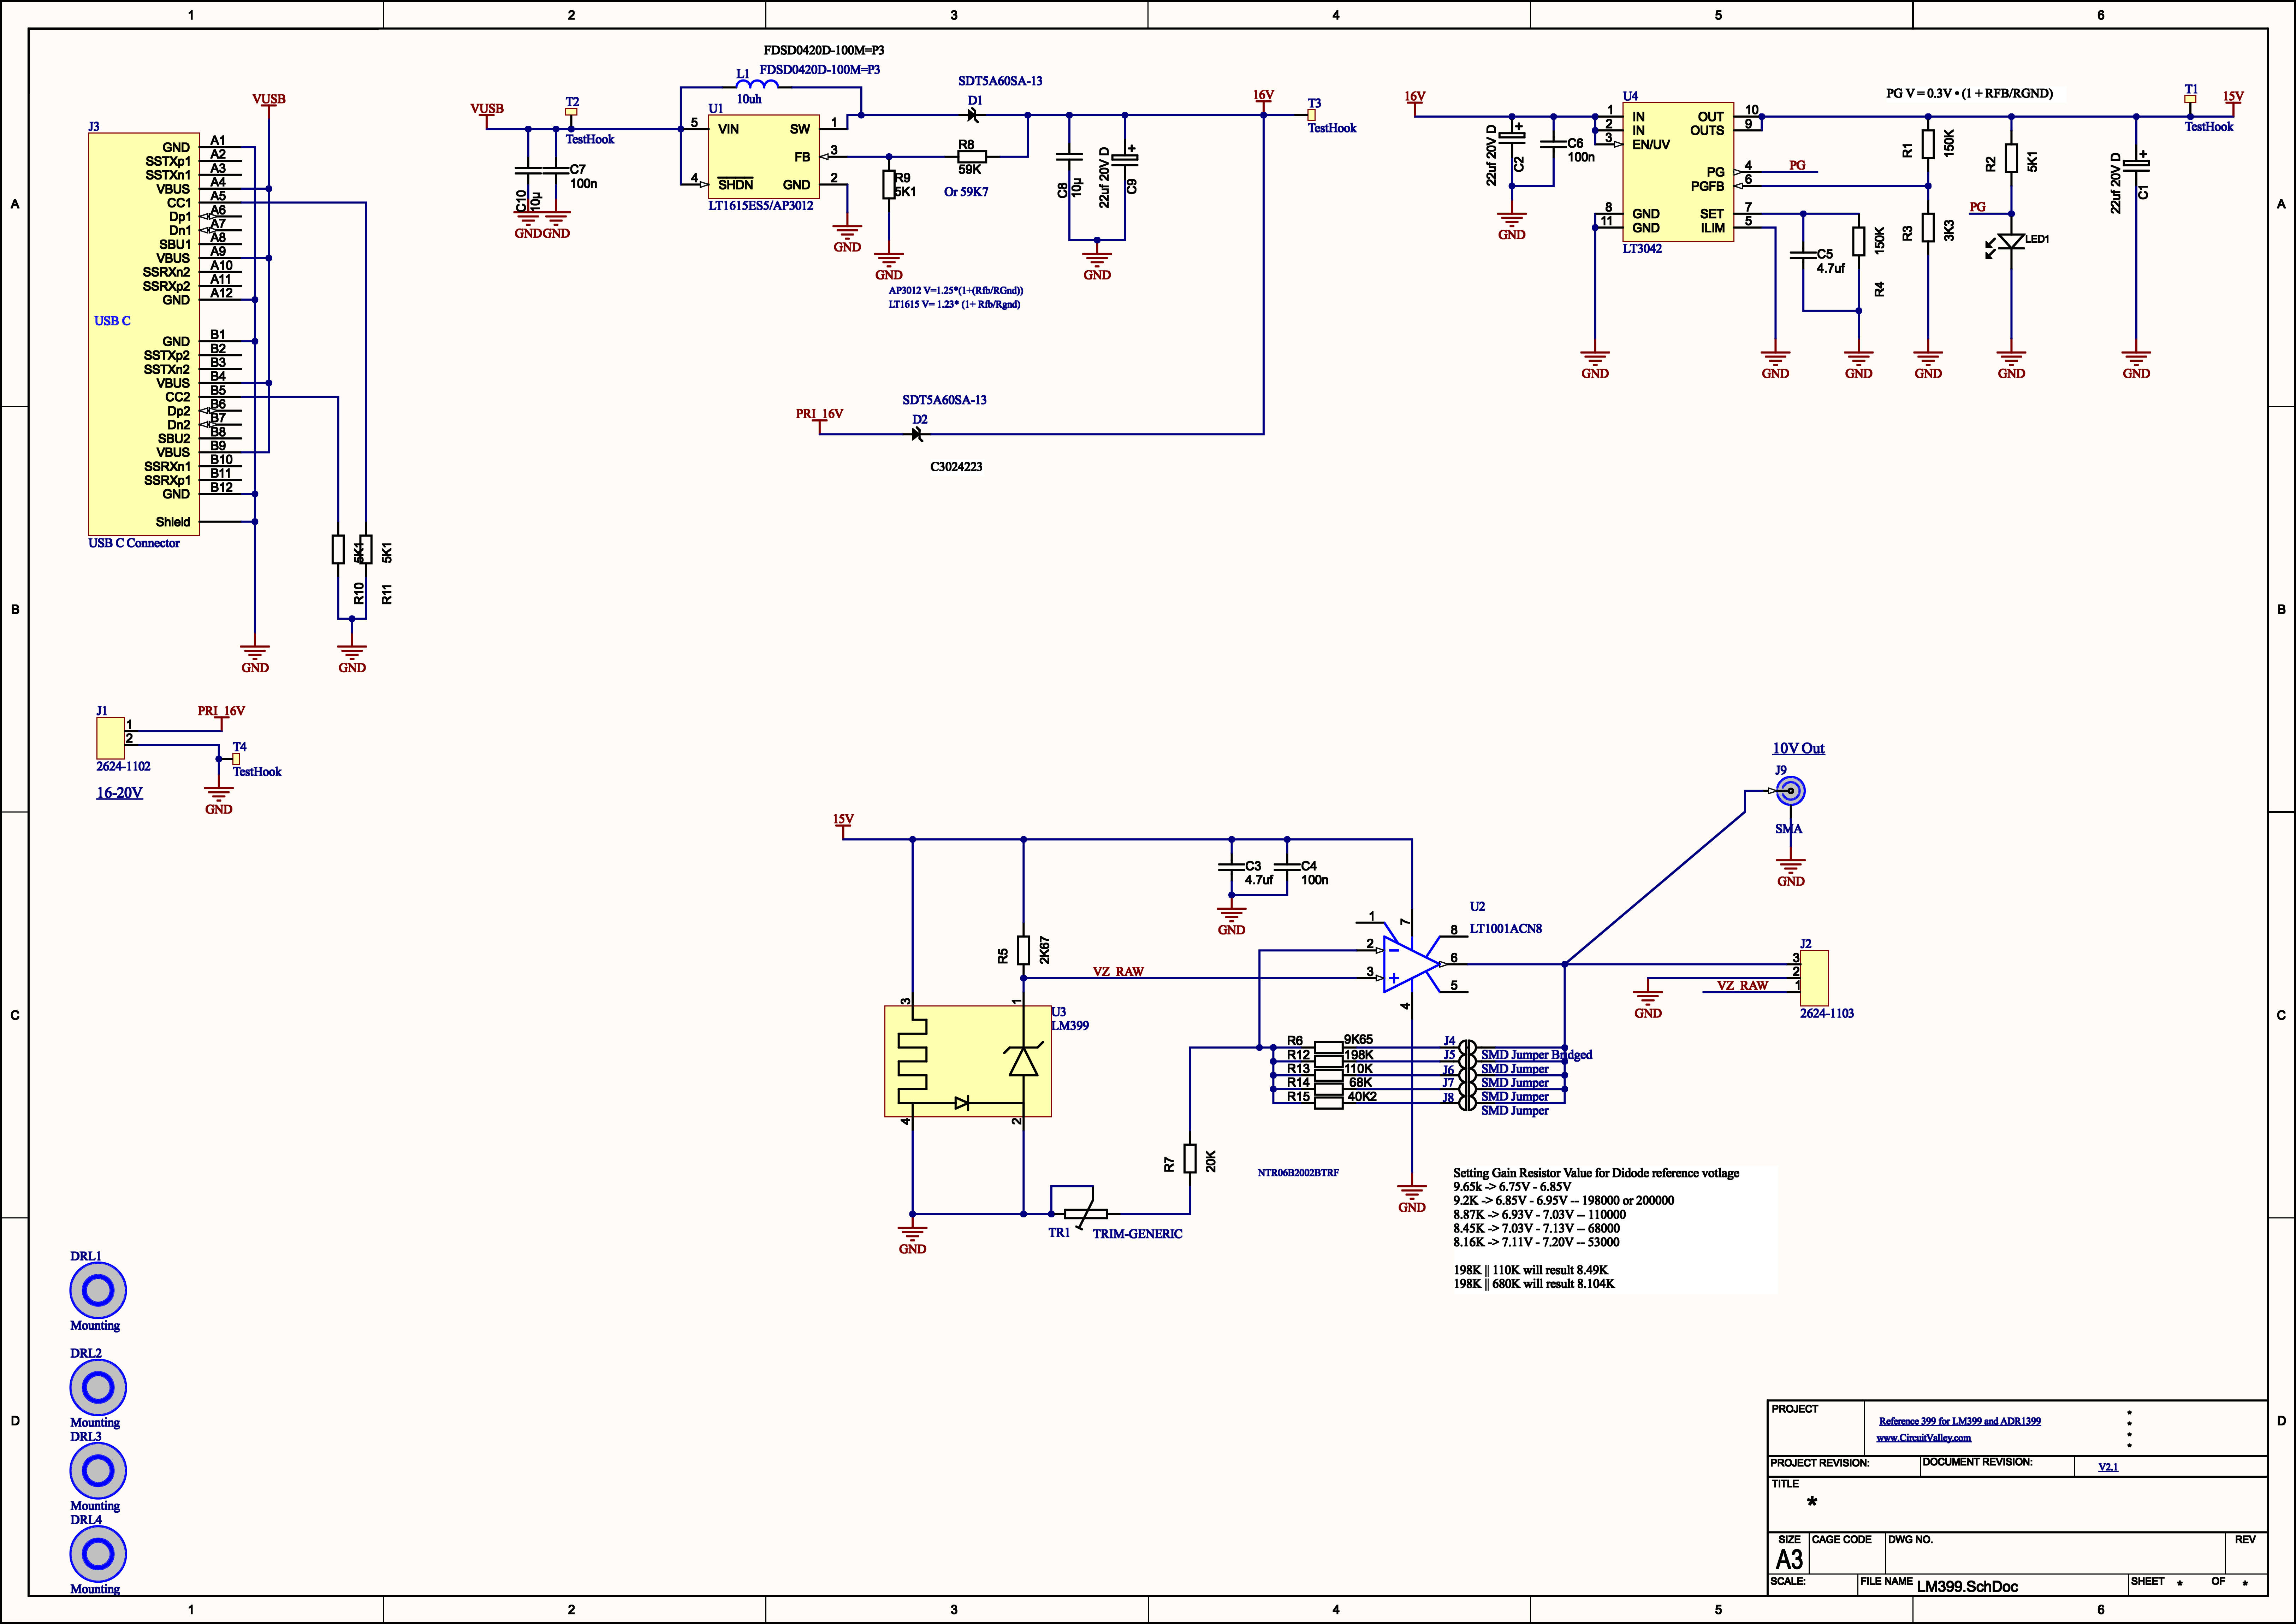 1 2 3 4 5 6
A
B
C
D
A
B
C
D
J3
VUSB
GND A1
SSTXp1 A2
SSTXn1 A3
VBUS A4
CC1 A5
Dp1 A6
Dn1 A7
SBU1 A8
VBUS A9
SSRXn2 A10
SSRXp2 A11
GND A12
USB C
GND B1
SSTXp2 B2
SSTXn2 B3
VBUS B4
CC2 B5
Dp2 B6
Dn2 B7
SBU2 B8
VBUS B9
SSRXn1 B10
SSRXp1 B11
GND B12
Shield
USB C Connector
5K1
5K1
R10
R11
GND
GND
J1
1
2
2624-1102
16-20V
PRI_16V
T4
TestHook
GND
FDSD0420D-100M=P3
FDSD0420D-100M=P3
L1
10uh
VUSB
T2
TestHook
C10
10µ
C7
100n
GND
GND
U1
5 VIN
SW 1
FB 3
4 SHDN
GND 2
LT1615ES5/AP3012
SDT5A60SA-13
D1
R8
59K
Or 59K7
R9
5K1
GND
GND
C8
10µ
22uf 20V D
C9
GND
16V
T3
TestHook
AP3012 V=1.25*(1+(Rfb/RGnd))
LT1615 V= 1.23* (1+ Rfb/Rgnd)
SDT5A60SA-13
PRI_16V
D2
C3024223
16V
22uf 20V D
C2
C6
100n
GND
U4
1 IN
2 IN
3 EN/UV
8 GND
11 GND
OUT 10
OUTS 9
PG 4
PGFB 6
SET 7
ILIM 5
LT3042
PG
PG V = 0.3V • (1 + RFB/RGND)
R1
150K
R2
5K1
R3
3K3
PG
LED1
C5
4.7uf
150K
R4
22uf 20V D
C1
T1
TestHook
15V
GND
GND
GND
GND
GND
GND
15V
R5
2K67
VZ_RAW
C3
4.7uf
C4
100n
GND
U2
LT1001ACN8
1
2
3
7
8
6
5
4
3
1
U3
LM399
4
2
GND
TR1
TRIM-GENERIC
R7
20K
NTR06B2002BTRF
R6 9K65 J4
R12 198K J5 SMD Jumper Bridged
R13 110K J6 SMD Jumper
R14 68K J7 SMD Jumper
R15 40K2 J8 SMD Jumper
SMD Jumper
GND
10V Out
J9
SMA
GND
J2
3
2
1
VZ_RAW
GND
2624-1103
Setting Gain Resistor Value for Didode reference votlage
9.65k -> 6.75V - 6.85V
9.2K -> 6.85V - 6.95V -- 198000 or 200000
8.87K -> 6.93V - 7.03V -- 110000
8.45K -> 7.03V - 7.13V -- 68000
8.16K -> 7.11V - 7.20V -- 53000
198K || 110K will result 8.49K
198K || 680K will result 8.104K
DRL1
Mounting
DRL2
Mounting
DRL3
Mounting
DRL4
Mounting
PROJECT
Reference 399 for LM399 and ADR1399
www.CircuitValley.com
*
*
*
*
PROJECT REVISION:
DOCUMENT REVISION:
V2.1
TITLE
*
SIZE
A3
CAGE CODE
DWG NO.
REV
SCALE:
FILE NAME LM399.SchDoc
SHEET * OF *
1 2 3 4 5 6